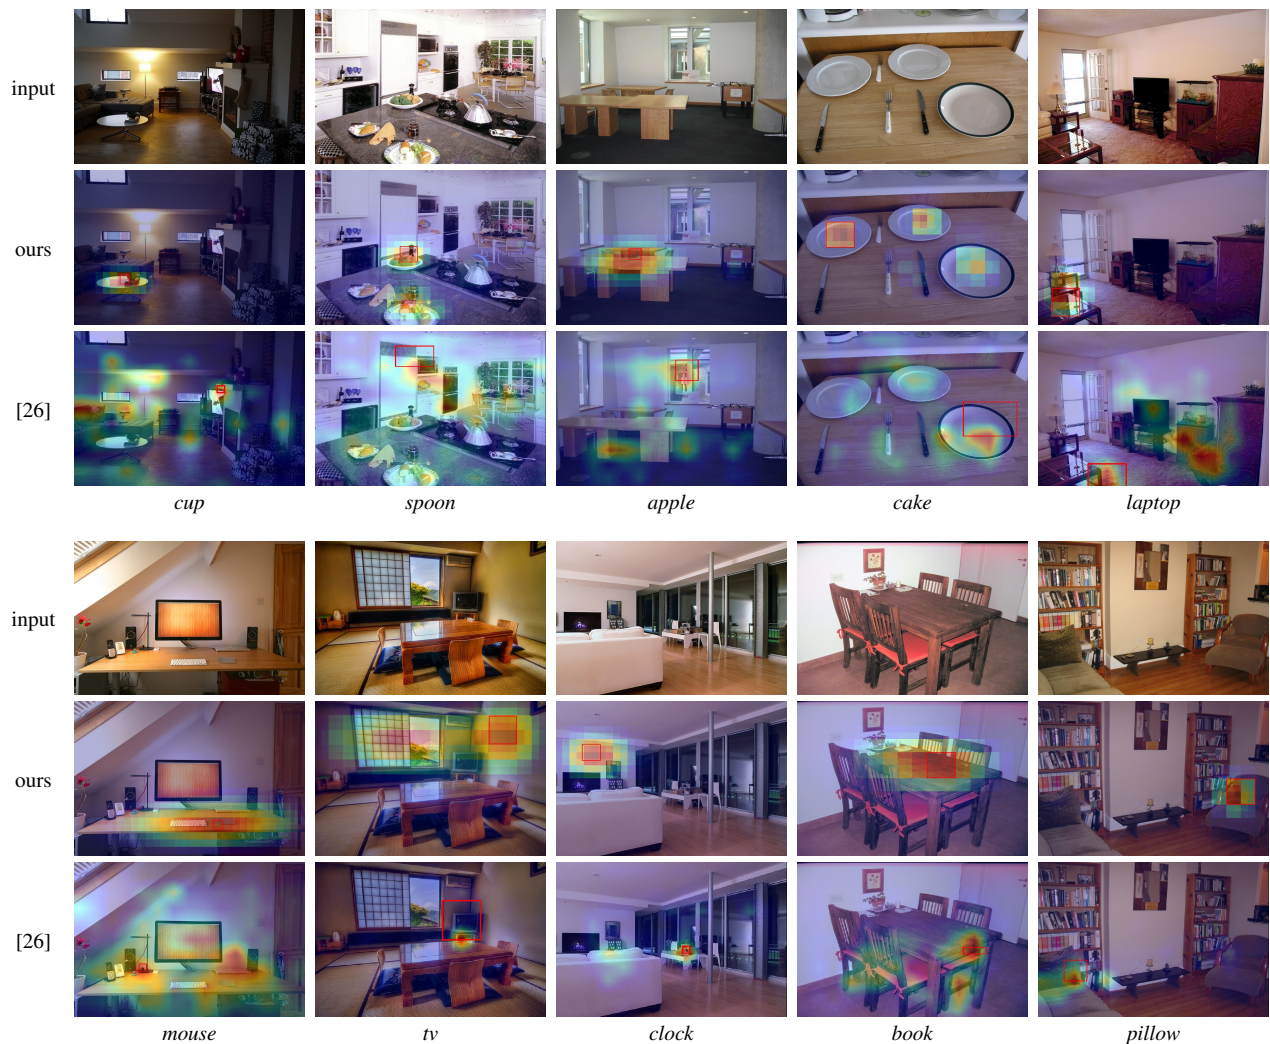 input
ours
[26]
cup spoon apple cake laptop
input
ours
[26]
mouse tv clock book pillow